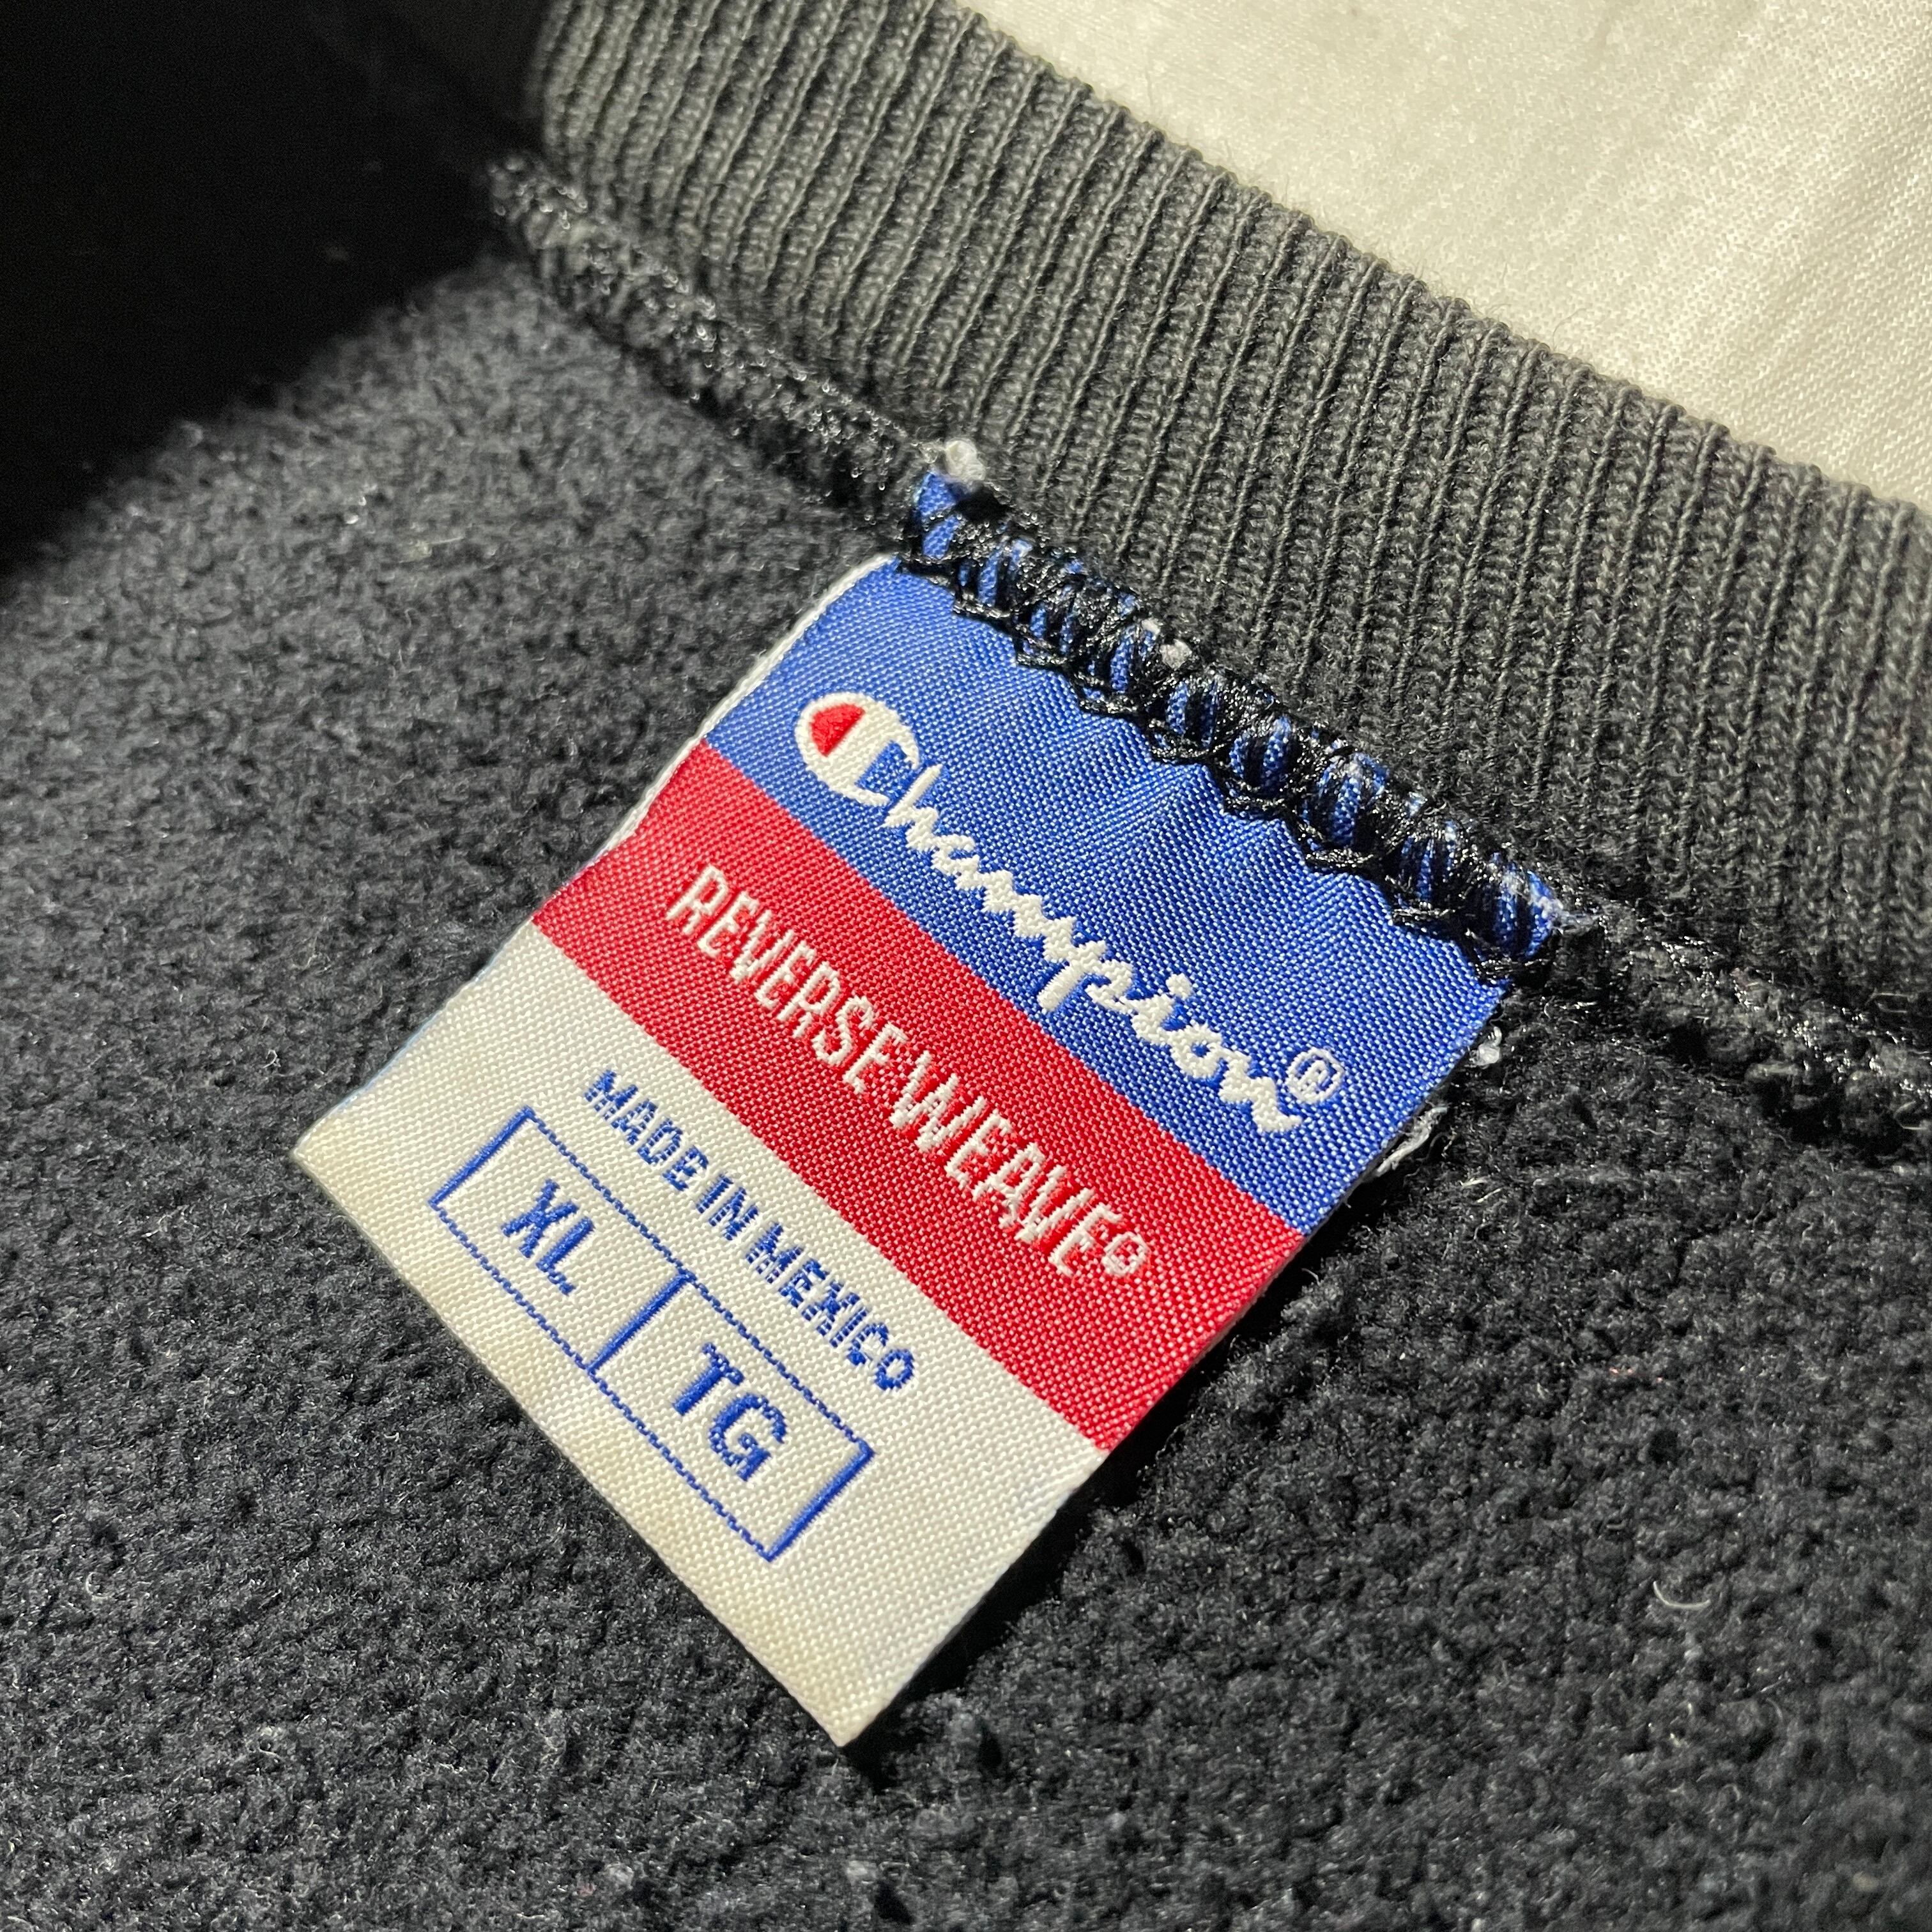 Champion®
REVERSE WEAVE®
MADE IN MEXICO
XL TG